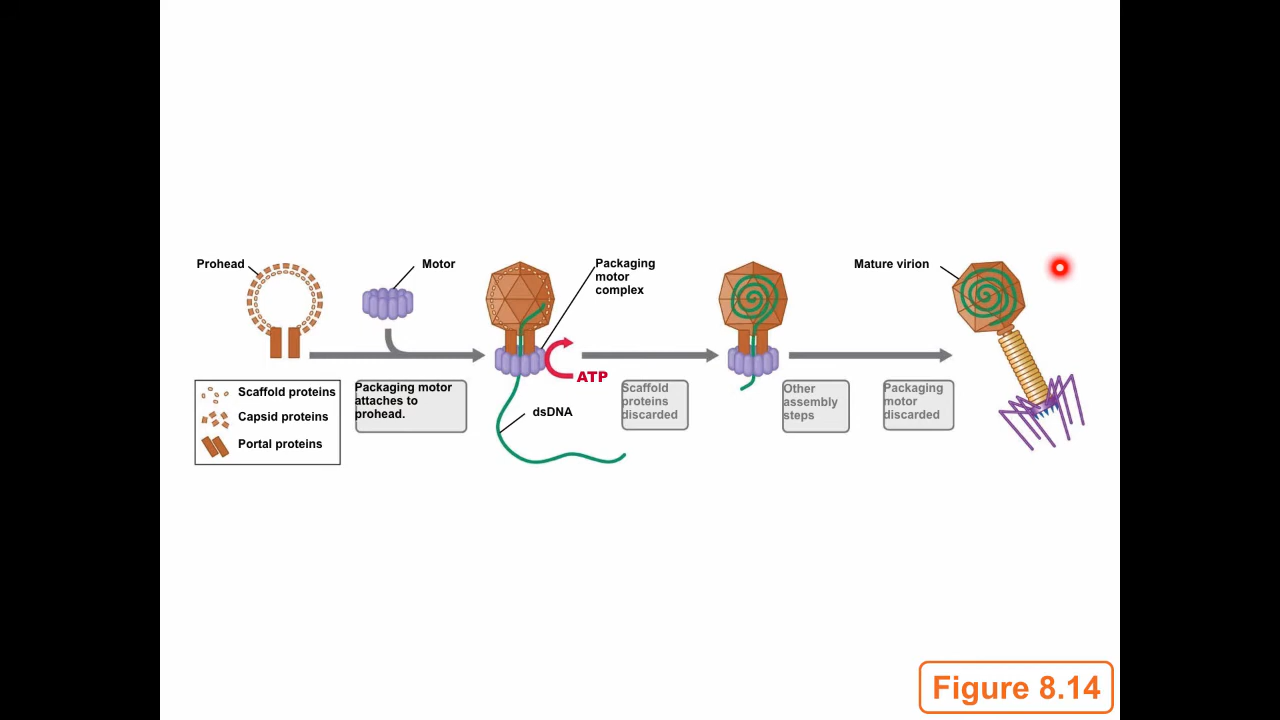 Prohead
Motor
Packaging
motor
complex
Mature virion
ATP
Scaffold proteins
Capsid proteins
Portal proteins
Packaging motor
attaches to
prohead.
dsDNA
Scaffold
proteins
discarded
Other
assembly
steps
Packaging
motor
discarded
Figure 8.14